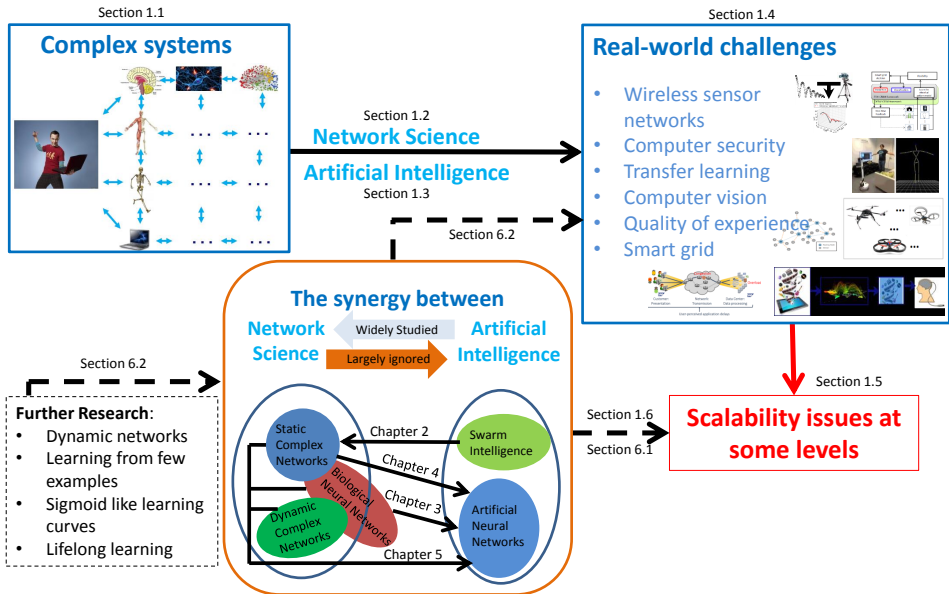 Section 1.1
Complex systems
Section 1.2
Network Science
Artificial Intelligence
Section 1.3
Section 1.4
Real-world challenges
• Wireless sensor
networks
• Computer security
• Transfer learning
• Computer vision
• Quality of experience
• Smart grid
Section 6.2
The synergy between
Network
Science
Widely Studied
Largely ignored
Artificial
Intelligence
Section 6.2
Further Research:
• Dynamic networks
• Learning from few
examples
• Sigmoid like learning
curves
• Lifelong learning
Static
Complex
Networks
Chapter 2
Swarm
Intelligence
Chapter 4
Biological
Neural Networks
Chapter 3
Dynamic
Complex
Networks
Artificial
Neural
Networks
Chapter 5
Section 1.5
Section 1.6
Section 6.1
Scalability issues at
some levels